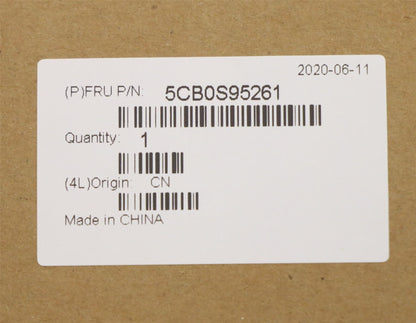 2020-06-11
(P)FRU P/N: 5CB0S95261
Quantity: 1
(4L)Origin: CN
Made in CHINA